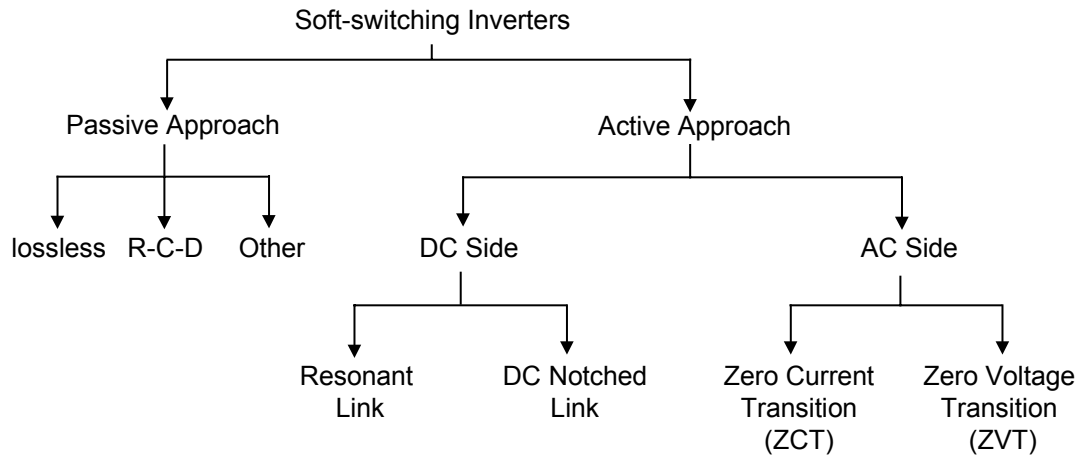 Soft-switching Inverters
Passive Approach
Active Approach
lossless
R-C-D
Other
DC Side
AC Side
Resonant
Link
DC Notched
Link
Zero Current
Transition
(ZCT)
Zero Voltage
Transition
(ZVT)